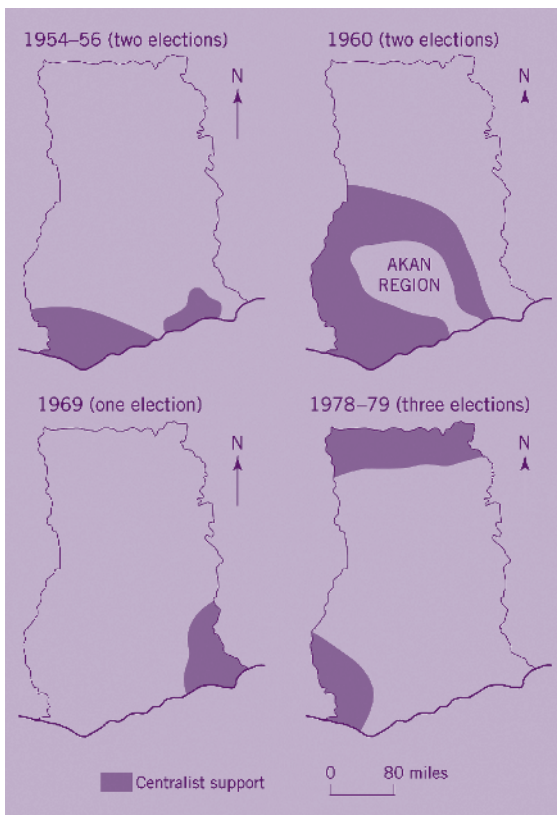 1954–56 (two elections)
N
1960 (two elections)
N
AKAN
REGION
1969 (one election)
N
1978–79 (three elections)
N
Centralist support
0 80 miles